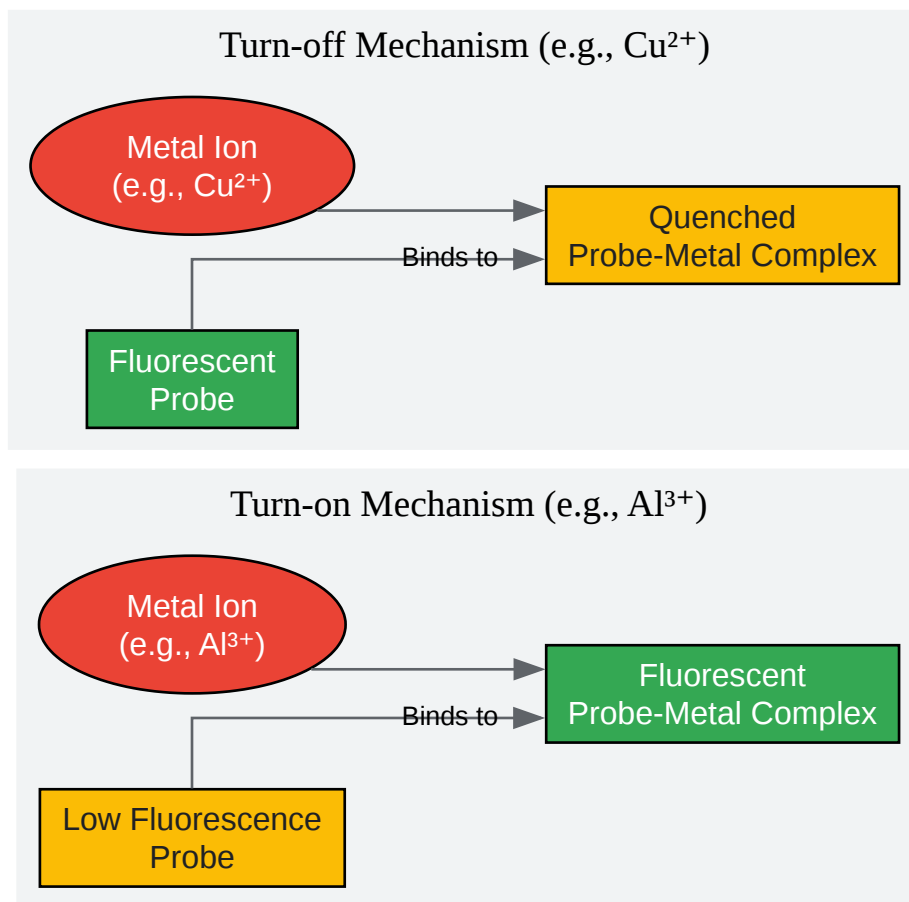 Turn-off Mechanism (e.g., Cu²⁺)
Metal Ion
(e.g., Cu²⁺)
Quenched
Probe-Metal Complex
Binds to
Fluorescent
Probe
Turn-on Mechanism (e.g., Al³⁺)
Metal Ion
(e.g., Al³⁺)
Fluorescent
Probe-Metal Complex
Binds to
Low Fluorescence
Probe